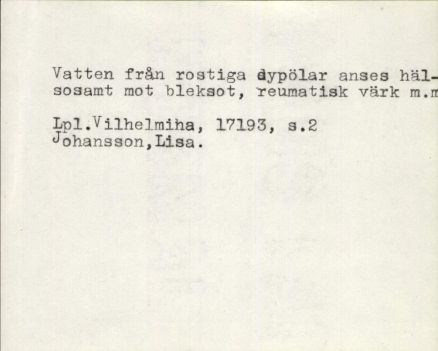 Vatten från rostiga dypölar anses häl-
sosamt mot bleksot, reumatisk värk m.m
Lpl.Vilhelmiha, 17193, s.2
Johansson,Lisa.